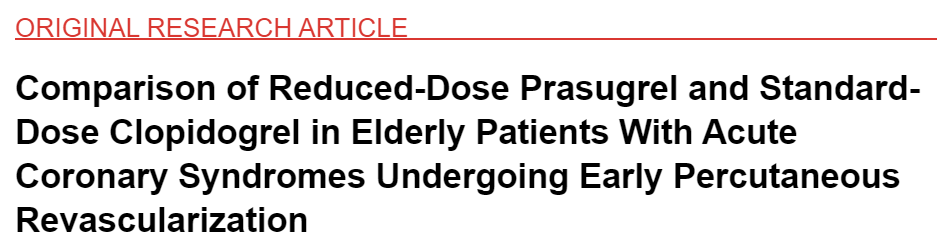 ORIGINAL RESEARCH ARTICLE
Comparison of Reduced-Dose Prasugrel and Standard-
Dose Clopidogrel in Elderly Patients With Acute
Coronary Syndromes Undergoing Early Percutaneous
Revascularization